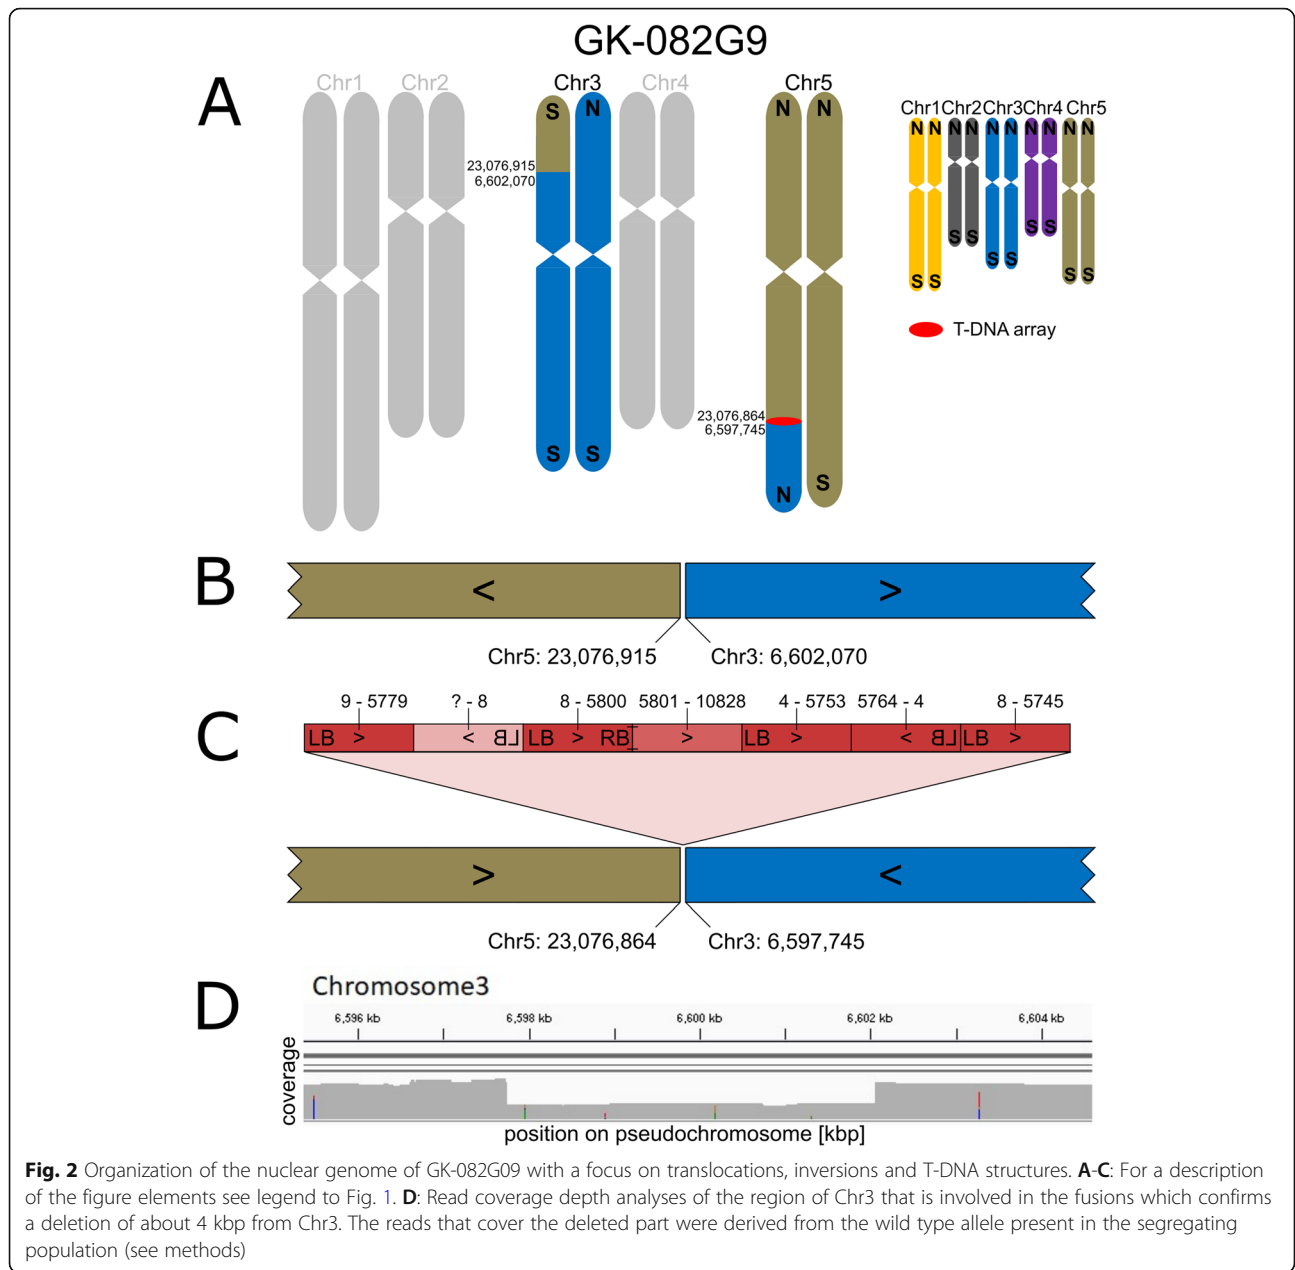 GK-082G9
A
Chr1 Chr2 Chr3 Chr4 Chr5
S N N N
23,076,915
6,602,070
S S
23,076,864
6,597,745
N S
Chr1 Chr2 Chr3 Chr4 Chr5
N N N N N N N N N N
S S S S S S S S S S
T-DNA array
B
< >
Chr5: 23,076,915 Chr3: 6,602,070
C
9 - 5779 ? - 8 8 - 5800 5801 - 10828 4 - 5753 5764 - 4 8 - 5745
LB > < LB LB > RB > LB > < LB LB >
> <
Chr5: 23,076,864 Chr3: 6,597,745
D
Chromosome3
6,596 kb 6,598 kb 6,600 kb 6,602 kb 6,604 kb
coverage
position on pseudochromosome [kbp]
Fig. 2 Organization of the nuclear genome of GK-082G09 with a focus on translocations, inversions and T-DNA structures. A-C: For a description
of the figure elements see legend to Fig. 1. D: Read coverage depth analyses of the region of Chr3 that is involved in the fusions which confirms
a deletion of about 4 kbp from Chr3. The reads that cover the deleted part were derived from the wild type allele present in the segregating
population (see methods)